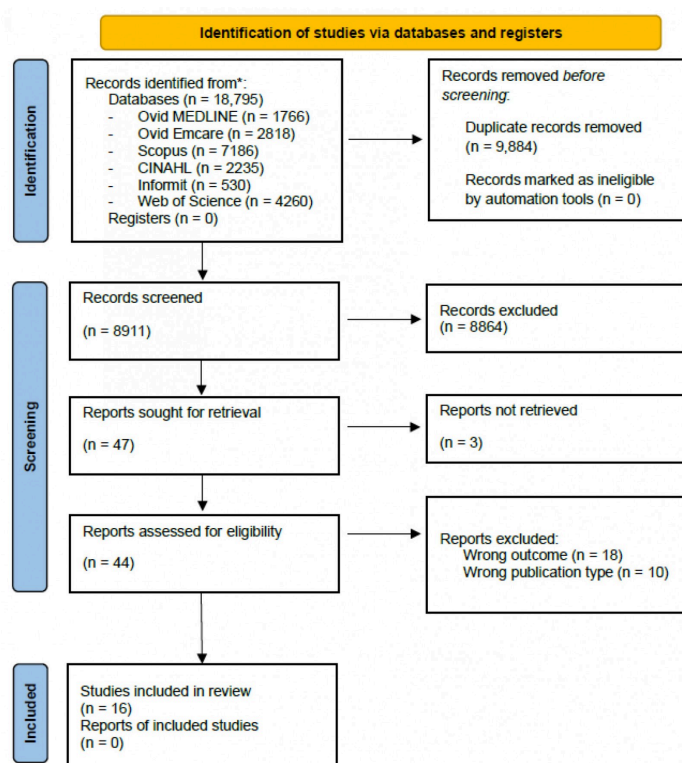 Identification of studies via databases and registers
Identification
Records identified from*:
Databases (n = 18,795)
- Ovid MEDLINE (n = 1766)
- Ovid Emcare (n = 2818)
- Scopus (n = 7186)
- CINAHL (n = 2235)
- Informit (n = 530)
- Web of Science (n = 4260)
Registers (n = 0)
Records removed before
screening:
Duplicate records removed
(n = 9,884)
Records marked as ineligible
by automation tools (n = 0)
Screening
Records screened
(n = 8911)
Records excluded
(n = 8864)
Reports sought for retrieval
(n = 47)
Reports not retrieved
(n = 3)
Reports assessed for eligibility
(n = 44)
Reports excluded:
Wrong outcome (n = 18)
Wrong publication type (n = 10)
Included
Studies included in review
(n = 16)
Reports of included studies
(n = 0)